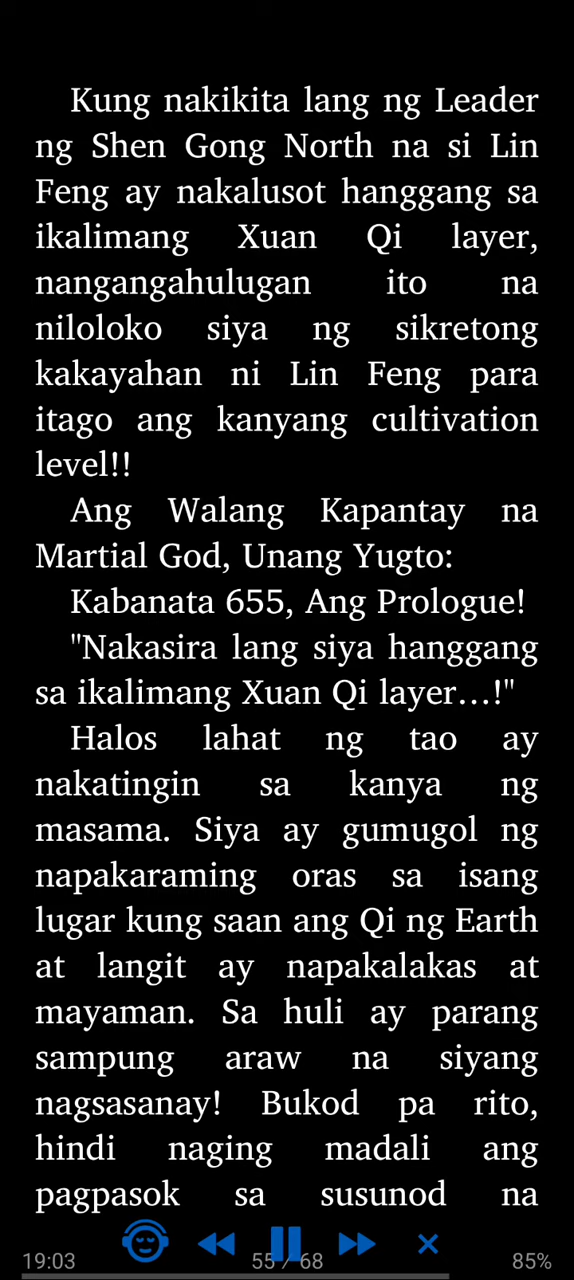 Kung nakikita lang ng Leader
ng Shen Gong North na si Lin
Feng ay nakalusot hanggang sa
ikalimang Xuan Qi layer,
nangangahulugan ito na
niloloko siya ng sikretong
kakayahan ni Lin Feng para
itago ang kanyang cultivation
level!!
Ang Walang Kapantay na
Martial God, Unang Yugto:
Kabanata 655, Ang Prologue!
"Nakasira lang siya hanggang
sa ikalimang Xuan Qi layer…!"
Halos lahat ng tao ay
nakatingin sa kanya ng
masama. Siya ay gumugol ng
napakaraming oras sa isang
lugar kung saan ang Qi ng Earth
at langit ay napakalakas at
mayaman. Sa huli ay parang
sampung araw na siyang
nagsasanay! Bukod pa rito,
hindi naging madali ang
pagpasok sa susunod na
19:03 55 / 68 85%